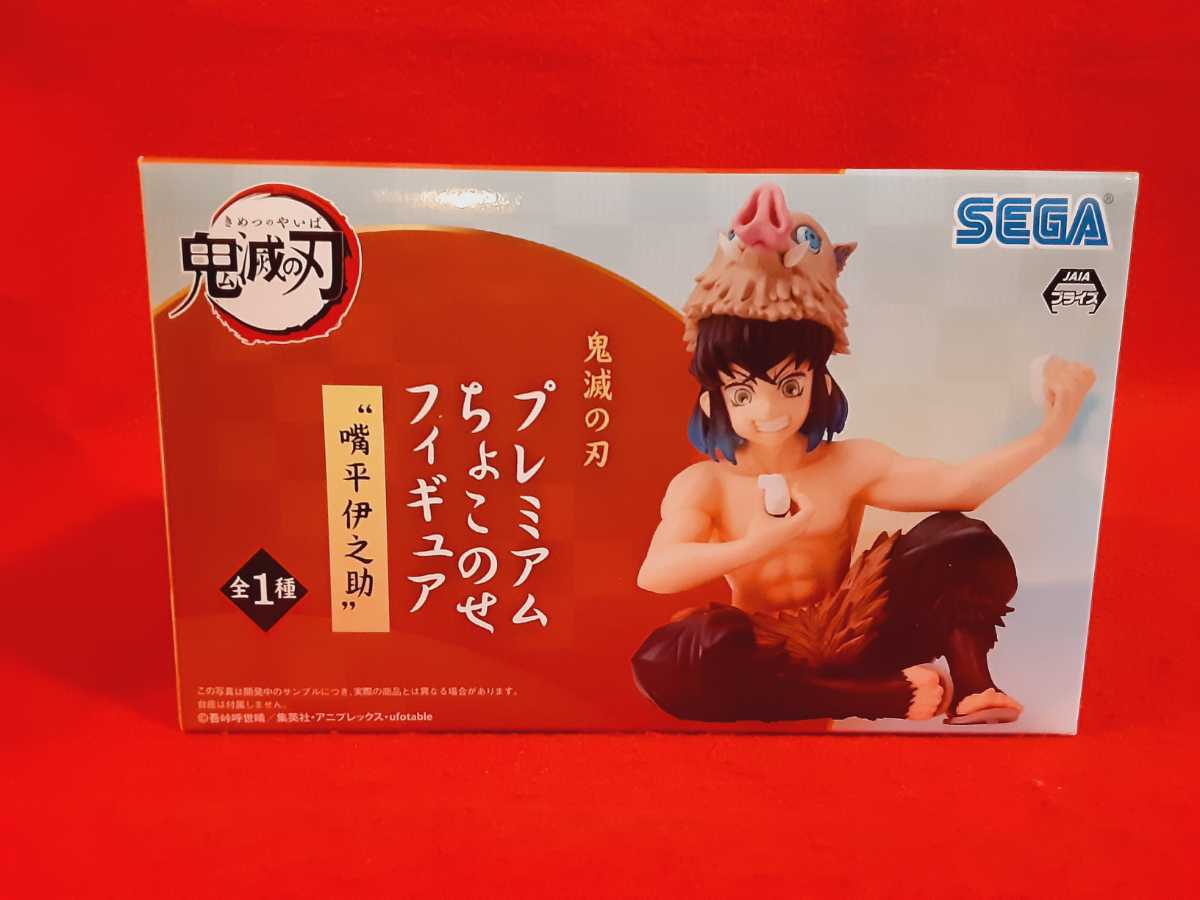 きめつのやいば
鬼滅の刃
SEGA®
JAIA
プライズ
鬼滅の刃
プレミアム
ちょこのせ
フィギュア
“嘴平伊之助”
全1種
この写真は開発中のサンプルにつき、実際の商品とは異なる場合があります。
台座は付属しません。
©吾峠呼世晴／集英社・アニプレックス・ufotable